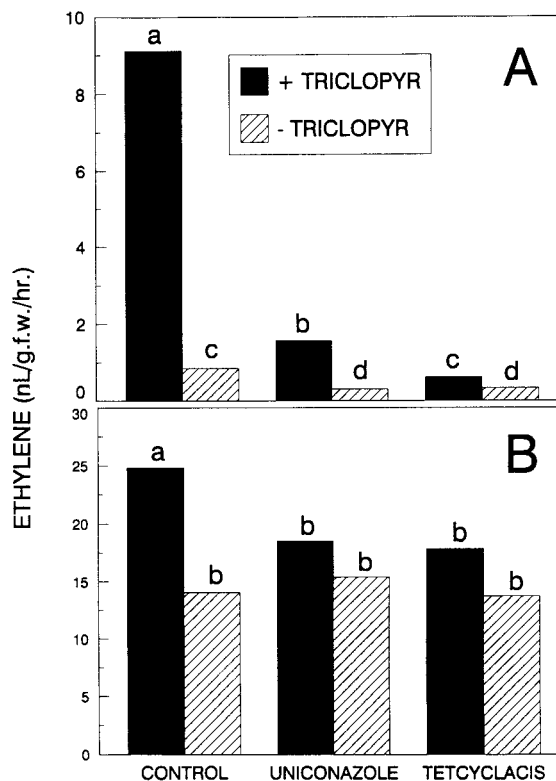 10
8
6
4
2
0
a
c
b
d
c
d
A
+ TRICLOPYR
- TRICLOPYR
ETHYLENE (nL/g.f.w./hr.)
30
25
20
15
10
5
0
a
b
b
b
b
b
B
CONTROL UNICONAZOLE TETCYCLACIS